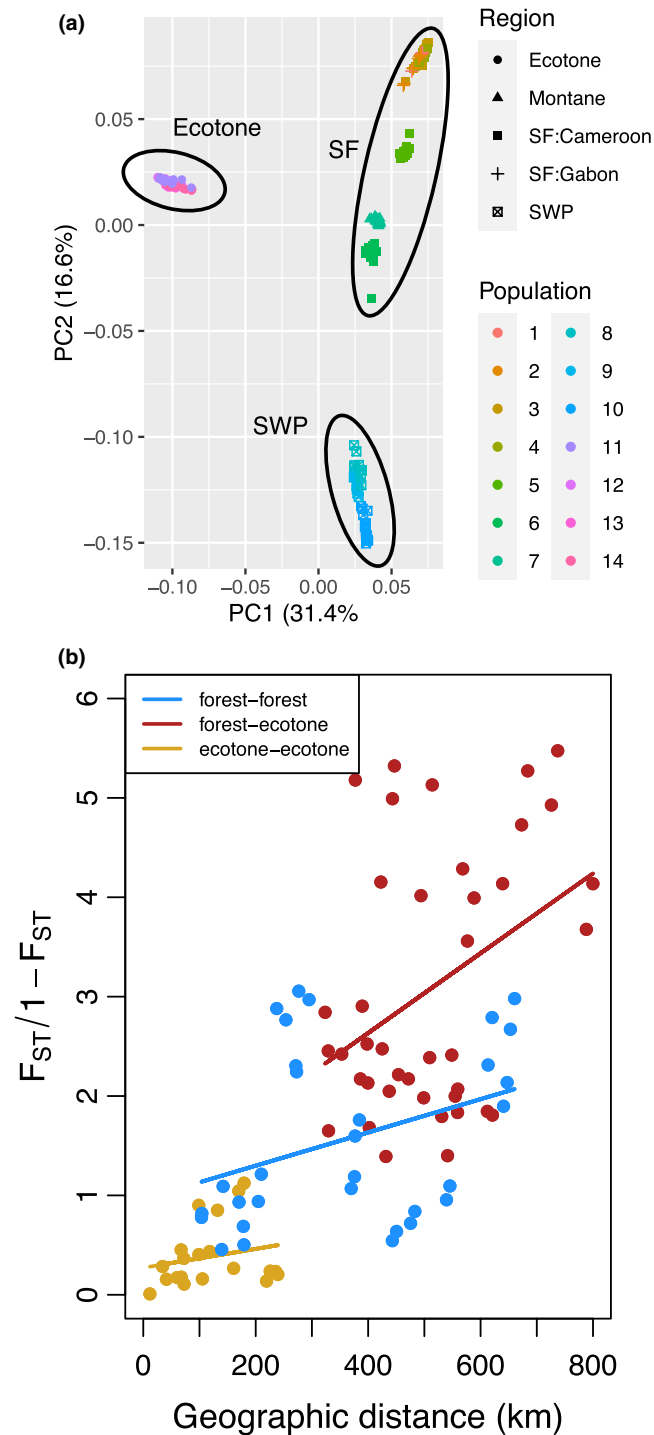 (a)
Ecotone
SF
SWP
0.05
0.00
−0.05
−0.10
−0.15
PC2 (16.6%)
−0.10 −0.05 0.00 0.05
PC1 (31.4%
Region
Ecotone
Montane
SF:Cameroon
SF:Gabon
SWP
Population
1 8
2 9
3 10
4 11
5 12
6 13
7 14
(b)
forest−forest
forest−ecotone
ecotone−ecotone
6
5
4
3
2
1
0
FST / 1 − FST
0 200 400 600 800
Geographic distance (km)